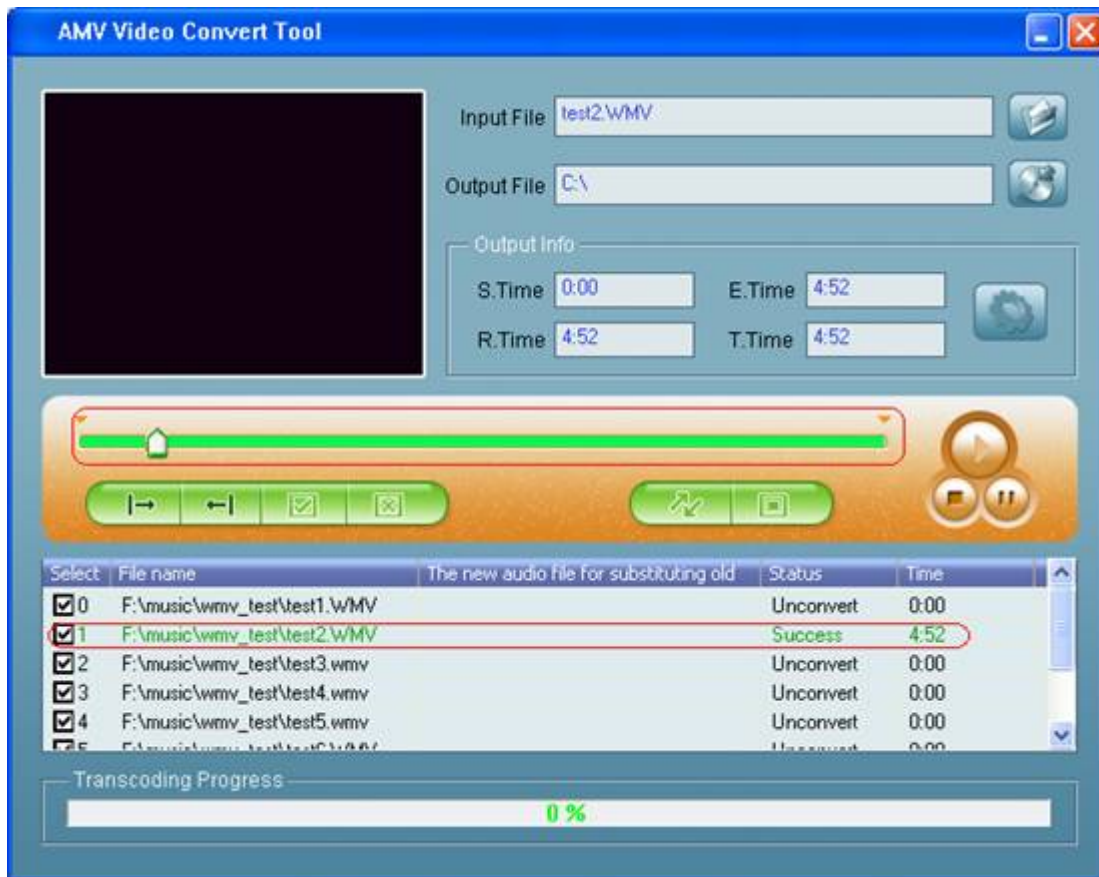 AMV Video Convert Tool
Input File test2.WMV
Output File C:\
Output Info
S.Time 0:00 E.Time 4:52
R.Time 4:52 T.Time 4:52
Select File name The new audio file for substituting old Status Time
0 F:\music\wmv_test\test1.WMV Unconvert 0:00
1 F:\music\wmv_test\test2.WMV Success 4:52
2 F:\music\wmv_test\test3.wmv Unconvert 0:00
3 F:\music\wmv_test\test4.wmv Unconvert 0:00
4 F:\music\wmv_test\test5.wmv Unconvert 0:00
Transcoding Progress
0 %